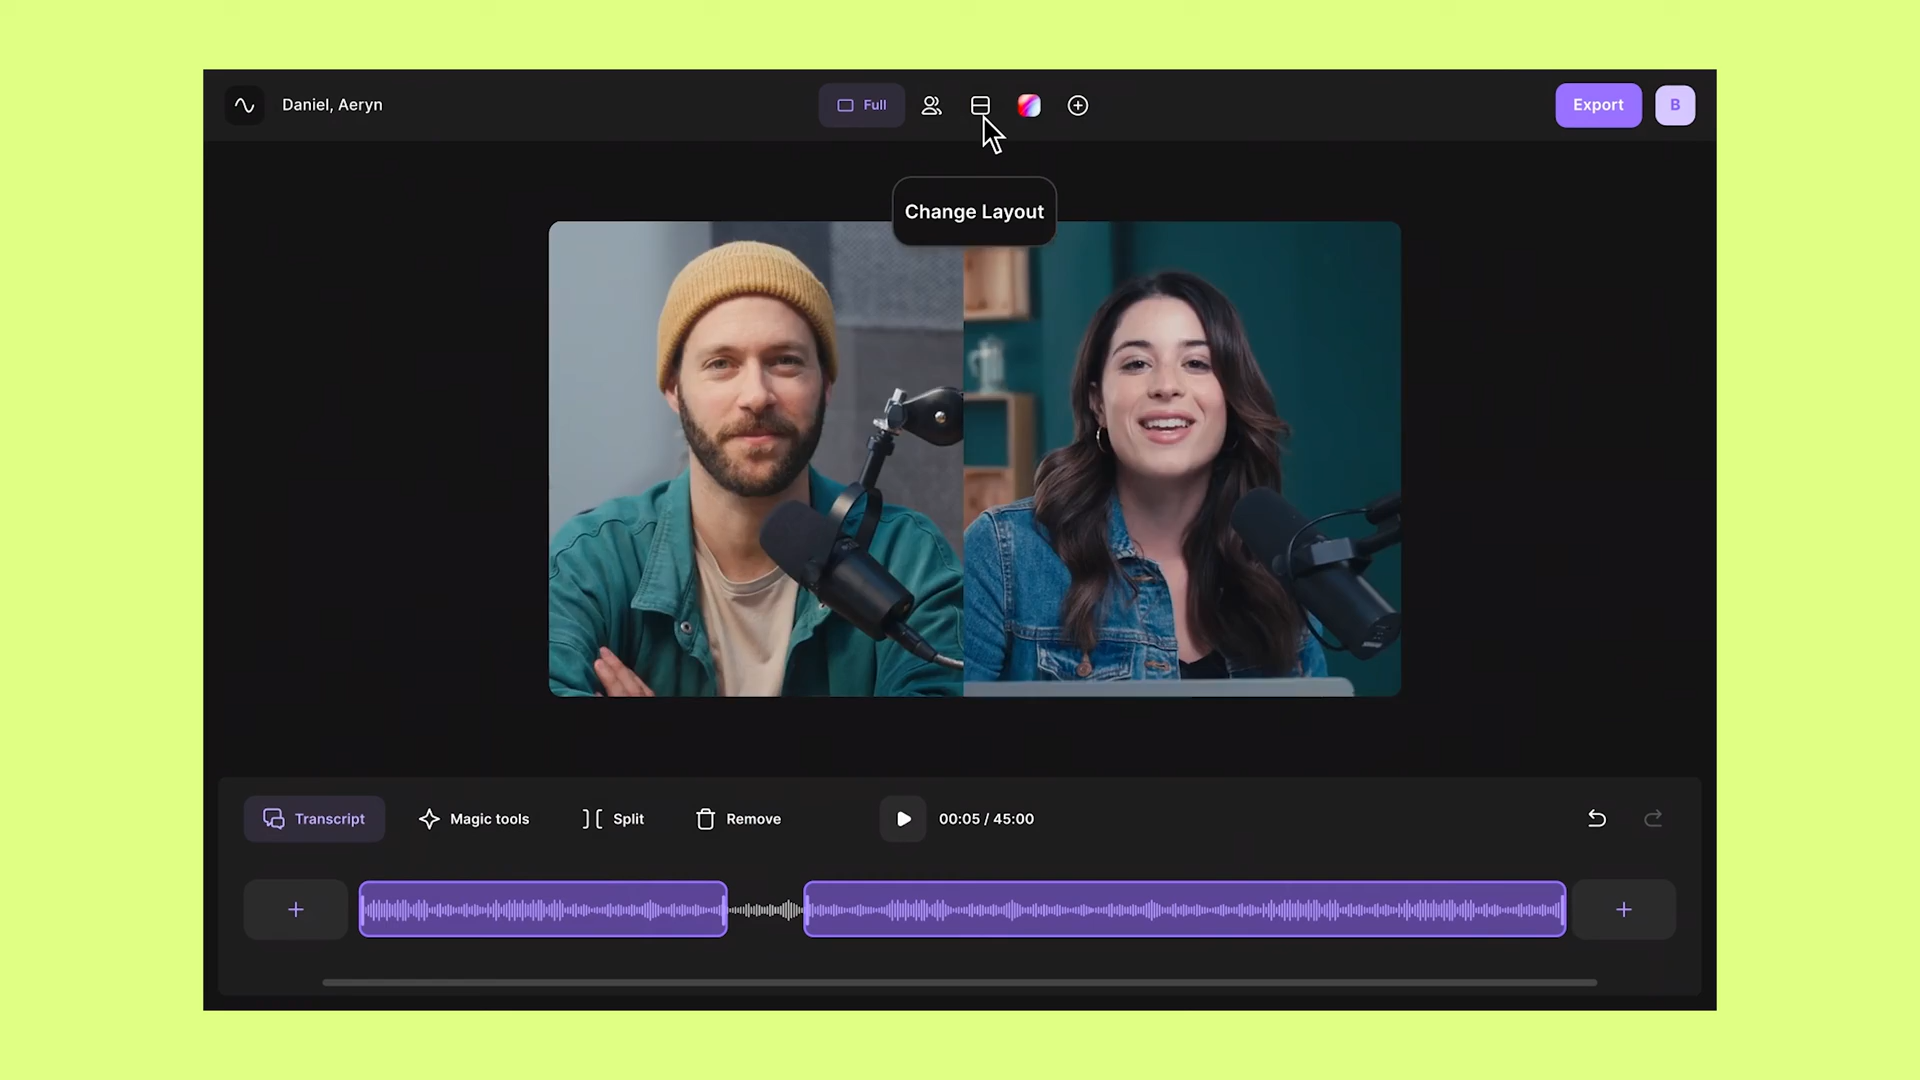 Daniel, Aeryn
Full
Export
B
Change Layout
Transcript
Magic tools
Split
Remove
00:05 / 45:00